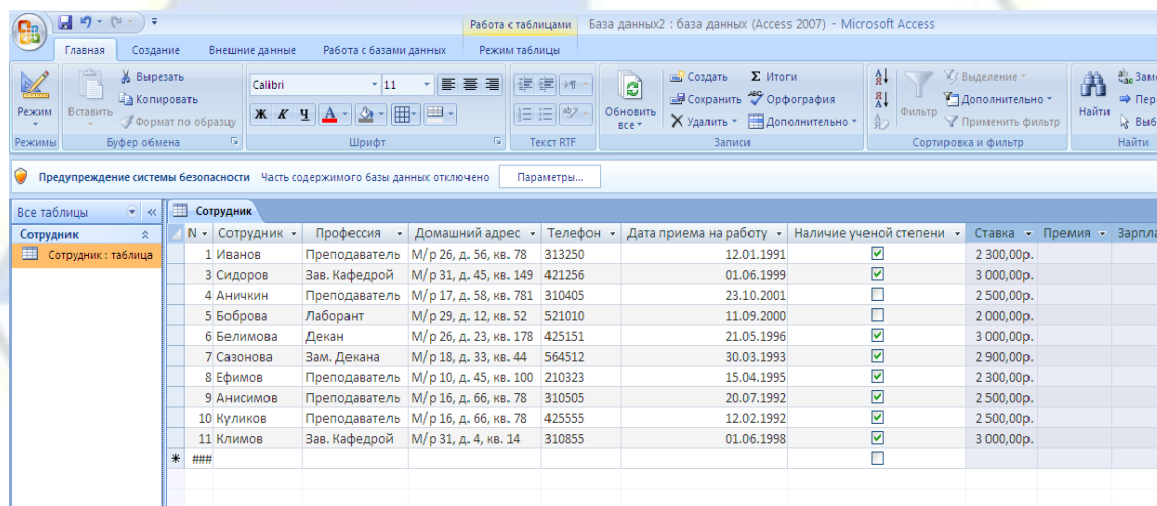 Работа с таблицами База данных2 : база данных (Access 2007) - Microsoft Access
Главная Создание Внешние данные Работа с базами данных Режим таблицы
Режим
Режимы
Вставить
Вырезать
Копировать
Формат по образцу
Буфер обмена
Calibri 11
Ж К Ч А
Шрифт
Текст RTF
Обновить все
Создать Σ Итоги
Сохранить Орфография
Удалить Дополнительно
Записи
Фильтр
Выделение
Дополнительно
Применить фильтр
Сортировка и фильтр
Найти
Заме
Пер
Выб
Найти
Предупреждение системы безопасности Часть содержимого базы данных отключено Параметры...
Все таблицы «
Сотрудник
Сотрудник : таблица
Сотрудник
N Сотрудник Профессия Домашний адрес Телефон Дата приема на работу Наличие ученой степени Ставка Премия Зарпла
1 Иванов Преподаватель М/р 26, д. 56, кв. 78 313250 12.01.1991 2 300,00р.
3 Сидоров Зав. Кафедрой М/р 31, д. 45, кв. 149 421256 01.06.1999 3 000,00р.
4 Аничкин Преподаватель М/р 17, д. 58, кв. 781 310405 23.10.2001 2 500,00р.
5 Боброва Лаборант М/р 29, д. 12, кв. 52 521010 11.09.2000 2 000,00р.
6 Белимова Декан М/р 26, д. 23, кв. 178 425151 21.05.1996 3 000,00р.
7 Сазонова Зам. Декана М/р 18, д. 33, кв. 44 564512 30.03.1993 2 900,00р.
8 Ефимов Преподаватель М/р 10, д. 45, кв. 100 210323 15.04.1995 2 300,00р.
9 Анисимов Преподаватель М/р 16, д. 66, кв. 78 310505 20.07.1992 2 500,00р.
10 Куликов Преподаватель М/р 16, д. 66, кв. 78 425555 12.02.1992 2 500,00р.
11 Климов Зав. Кафедрой М/р 31, д. 4, кв. 14 310855 01.06.1998 3 000,00р.
* ###